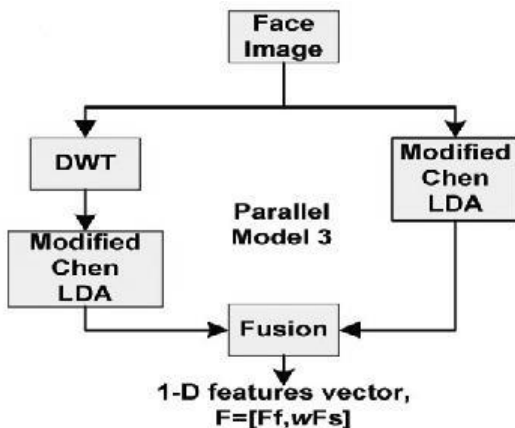 Face
Image
DWT
Modified
Chen
LDA
Parallel
Model 3
Modified
Chen
LDA
Fusion
1-D features vector,
F=[Ff,wFs]